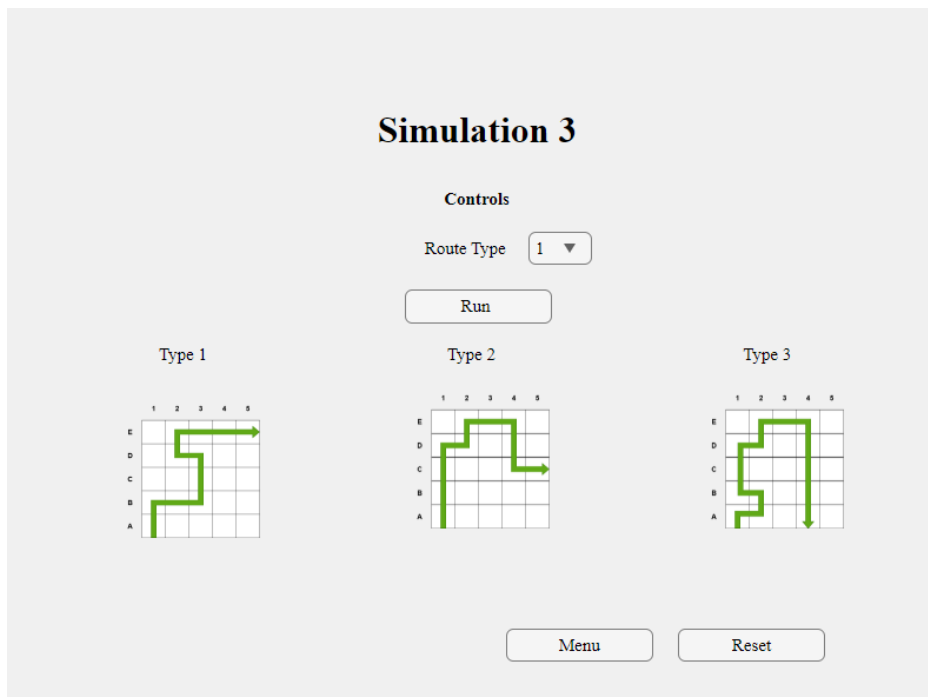 Simulation 3
Controls
Route Type 1
Run
Type 1 Type 2 Type 3
1 2 3 4 5
E
D
C
B
A
1 2 3 4 5
E
D
C
B
A
1 2 3 4 5
E
D
C
B
A
Menu Reset